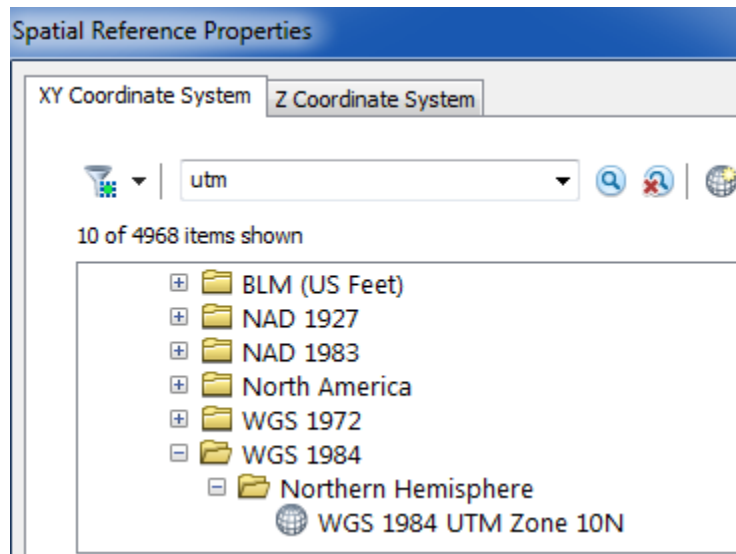 Spatial Reference Properties
XY Coordinate System Z Coordinate System
utm
10 of 4968 items shown
BLM (US Feet)
NAD 1927
NAD 1983
North America
WGS 1972
WGS 1984
Northern Hemisphere
WGS 1984 UTM Zone 10N